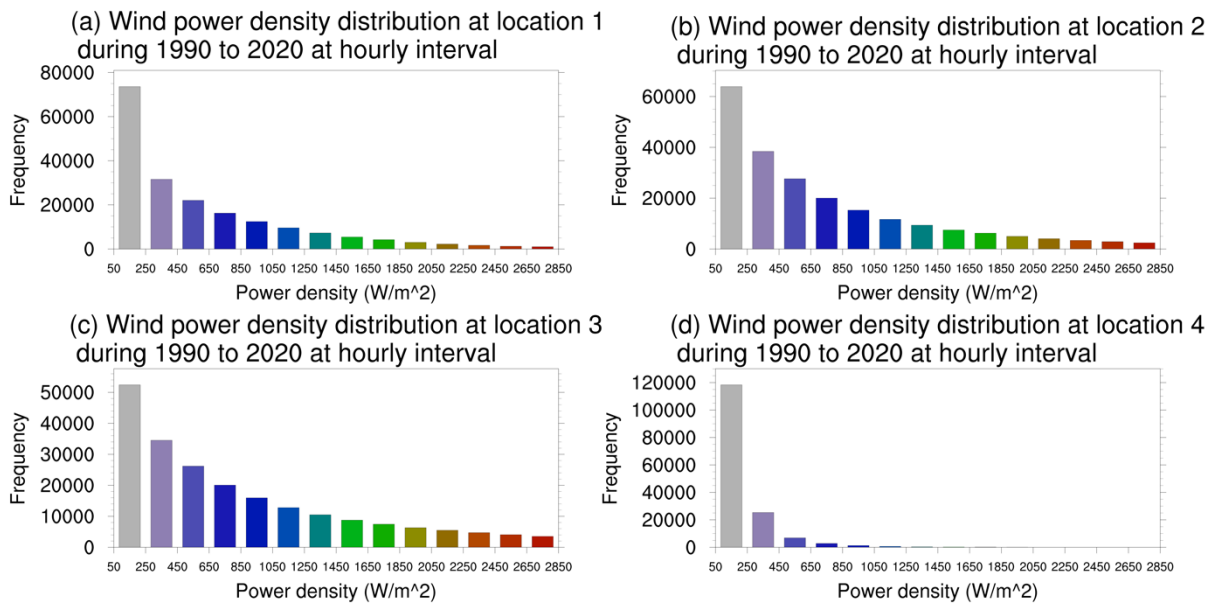 (a) Wind power density distribution at location 1
during 1990 to 2020 at hourly interval
80000
60000
40000
20000
0
Frequency
50 250 450 650 850 1050 1250 1450 1650 1850 2050 2250 2450 2650 2850
Power density (W/m^2)
(b) Wind power density distribution at location 2
during 1990 to 2020 at hourly interval
60000
40000
20000
0
Frequency
50 250 450 650 850 1050 1250 1450 1650 1850 2050 2250 2450 2650 2850
Power density (W/m^2)
(c) Wind power density distribution at location 3
during 1990 to 2020 at hourly interval
50000
40000
30000
20000
10000
0
Frequency
50 250 450 650 850 1050 1250 1450 1650 1850 2050 2250 2450 2650 2850
Power density (W/m^2)
(d) Wind power density distribution at location 4
during 1990 to 2020 at hourly interval
120000
100000
80000
60000
40000
20000
0
Frequency
50 250 450 650 850 1050 1250 1450 1650 1850 2050 2250 2450 2650 2850
Power density (W/m^2)